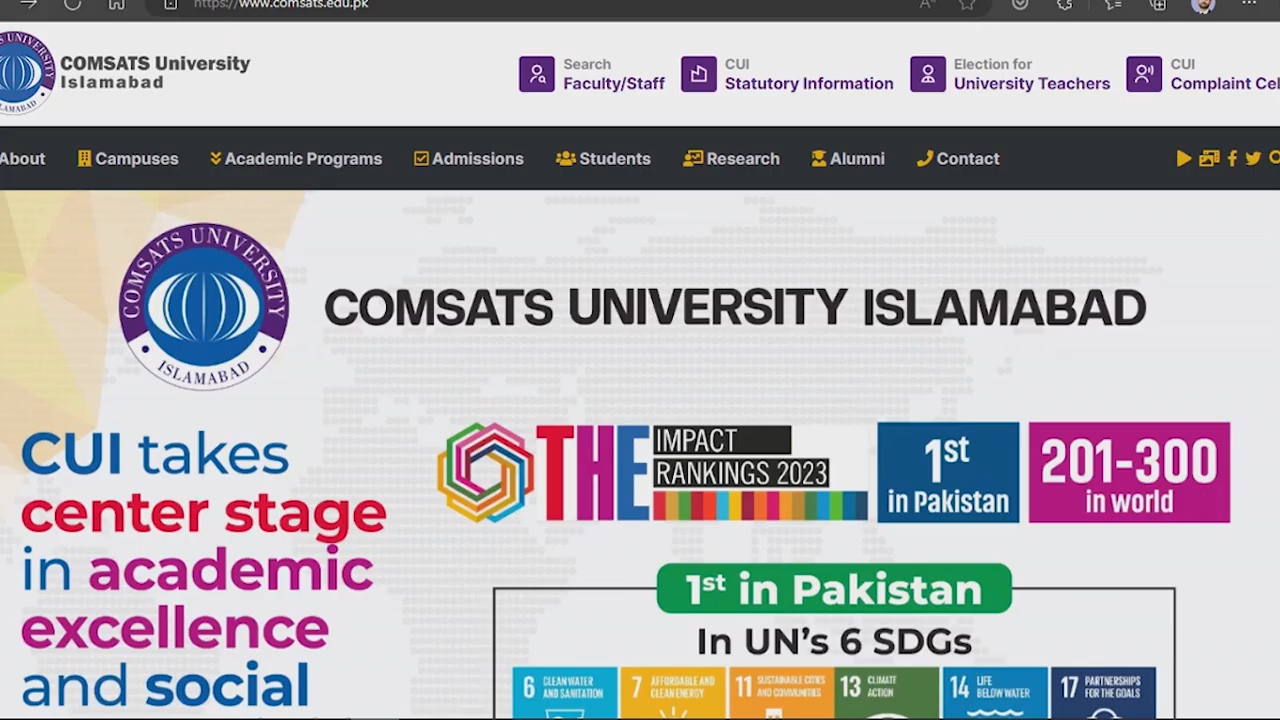 https://www.comsats.edu.pk
COMSATS UNIVERSITY
ISLAMABAD
COMSATS University
Islamabad
Search
Faculty/Staff
CUI
Statutory Information
Election for
University Teachers
CUI
Complaint Cel
About
Campuses
Academic Programs
Admissions
Students
Research
Alumni
Contact
COMSATS UNIVERSITY
ISLAMABAD
COMSATS UNIVERSITY ISLAMABAD
CUI takes
center stage
in academic
excellence
and social
THE
IMPACT
RANKINGS 2023
1st
in Pakistan
201-300
in world
1st in Pakistan
In UN's 6 SDGs
6 CLEAN WATER
AND SANITATION
7 AFFORDABLE AND
CLEAN ENERGY
11 SUSTAINABLE CITIES
AND COMMUNITIES
13 CLIMATE
ACTION
14 LIFE
BELOW WATER
17 PARTNERSHIPS
FOR THE GOALS